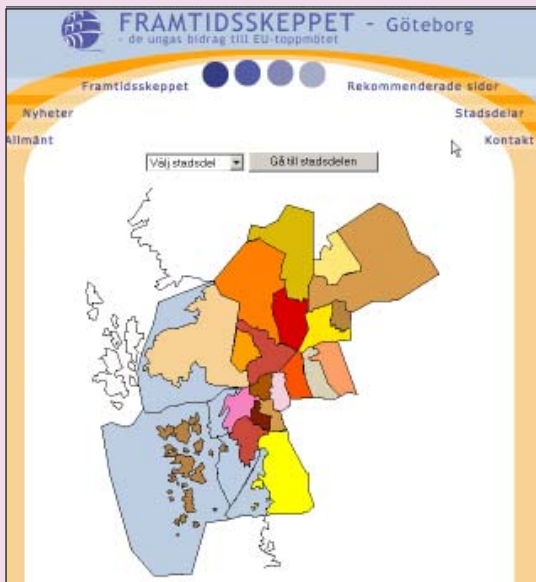 FRAMTIDSSKEPPET - Göteborg
- de ungas bidrag till EU-toppmötet
Framtidsskeppet
Rekommenderade sidor
Nyheter
Stadsdelar
Allmänt
Kontakt
Välj stadsdel
Gå till stadsdelen